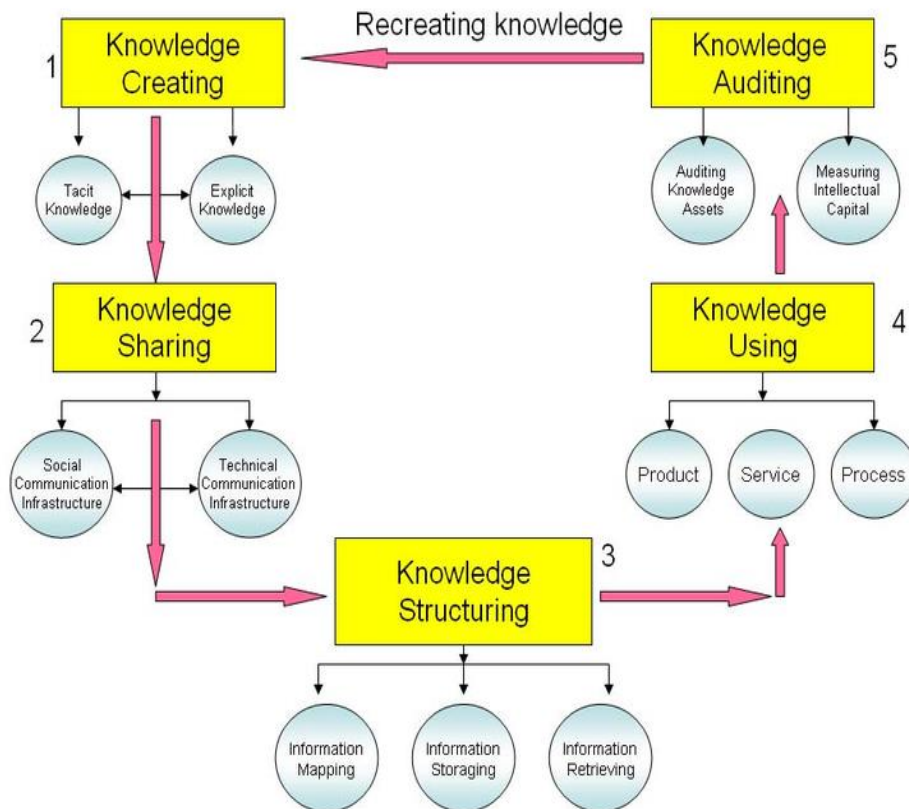 Recreating knowledge
1
Knowledge
Creating
Tacit
Knowledge
Explicit
Knowledge
2
Knowledge
Sharing
Social
Communication
Infrastructure
Technical
Communication
Infrastructure
3
Knowledge
Structuring
Information
Mapping
Information
Storaging
Information
Retrieving
4
Knowledge
Using
Product
Service
Process
5
Knowledge
Auditing
Auditing
Knowledge
Assets
Measuring
Intellectual
Capital